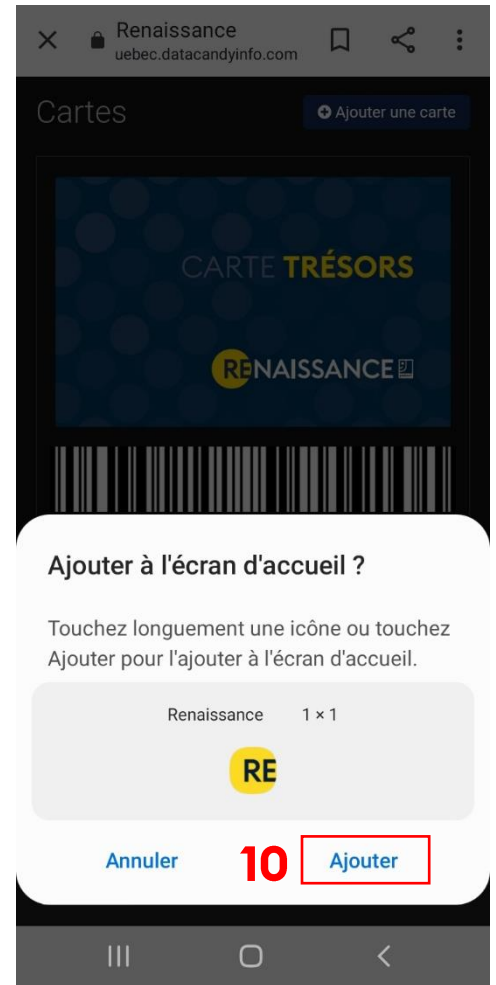 Renaissance
uebec.datacandyinfo.com
Cartes
Ajouter une carte
CARTE TRÉSORS
RENAISSANCE
Ajouter à l'écran d'accueil ?
Touchez longuement une icône ou touchez
Ajouter pour l'ajouter à l'écran d'accueil.
Renaissance 1 × 1
RE
Annuler 10 Ajouter